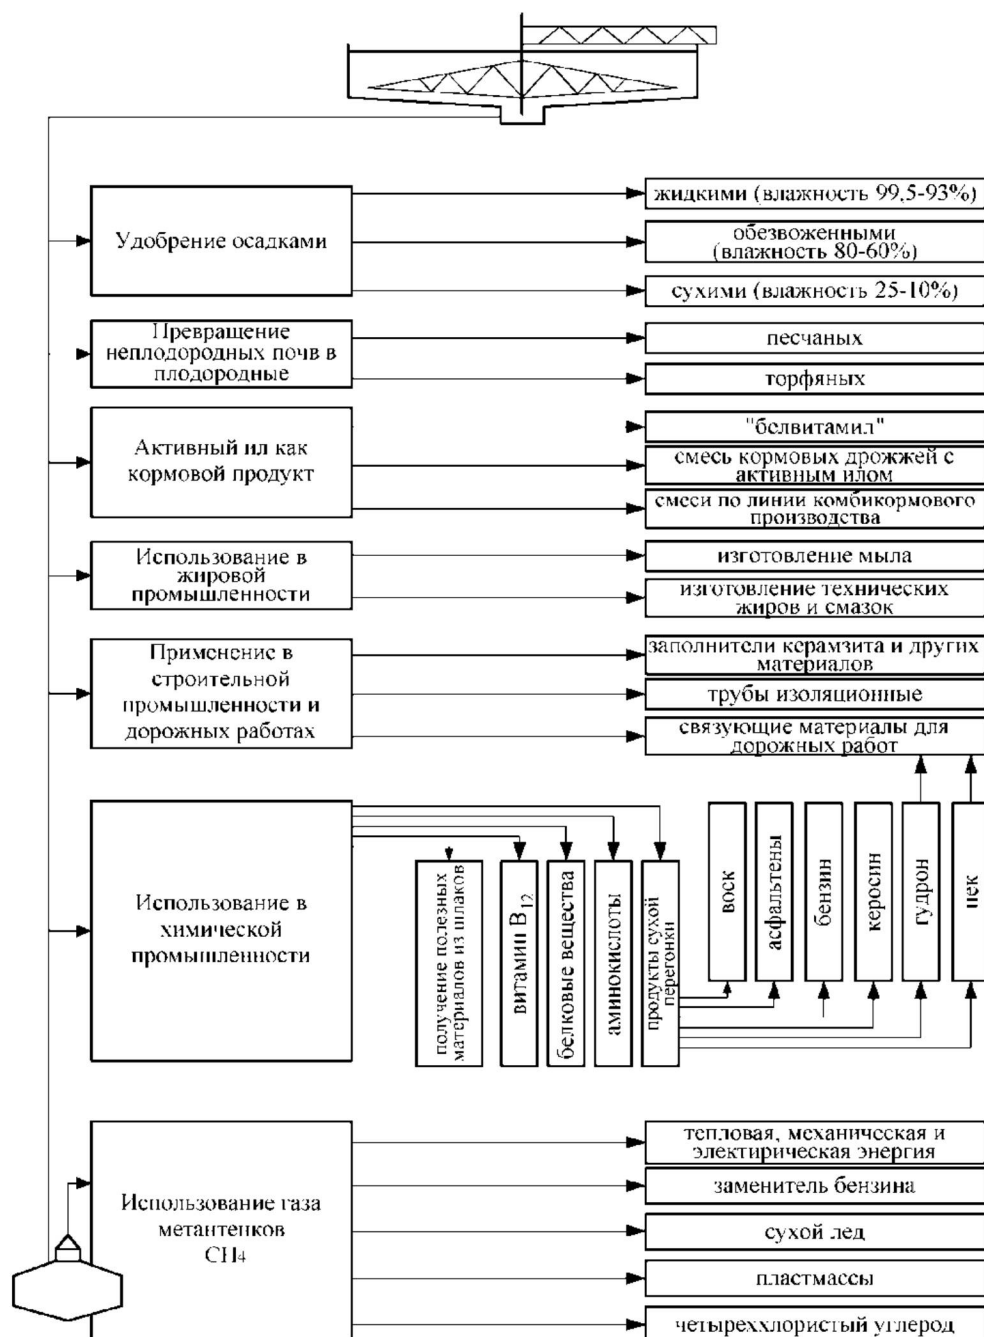 Удобрение осадками
жидкими (влажность 99,5-93%)
обезвоженными
(влажность 80-60%)
сухими (влажность 25-10%)
Превращение
неплодородных почв в
плодородные
песчаных
торфяных
Активный ил как
кормовой продукт
"белвитамил"
смесь кормовых дрожжей с
активным илом
смеси по линии комбикормового
производства
Использование в
жировой
промышленности
изготовление мыла
изготовление технических
жиров и смазок
Применение в
строительной
промышленности и
дорожных работах
заполнители керамзита и других
материалов
трубы изоляционные
связующие материалы для
дорожных работ
Использование в
химической
промышленности
получение полезных
материалов из шлаков
витамин В12
белковые вещества
аминокислоты
продукты сухой
перегонки
воск
асфальтены
бензин
керосин
гудрон
пек
Использование газа
метантенков
CH4
тепловая, механическая и
электирическая энергия
заменитель бензина
сухой лед
пластмассы
четыреххлористый углерод